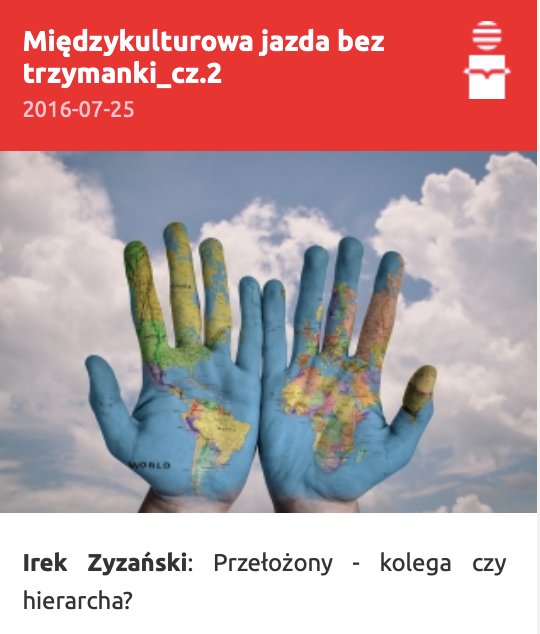 Międzykulturowa jazda bez
trzymanki_cz.2
2016-07-25
WORLD
Irek Zyzański: Przełożony - kolega czy
hierarcha?